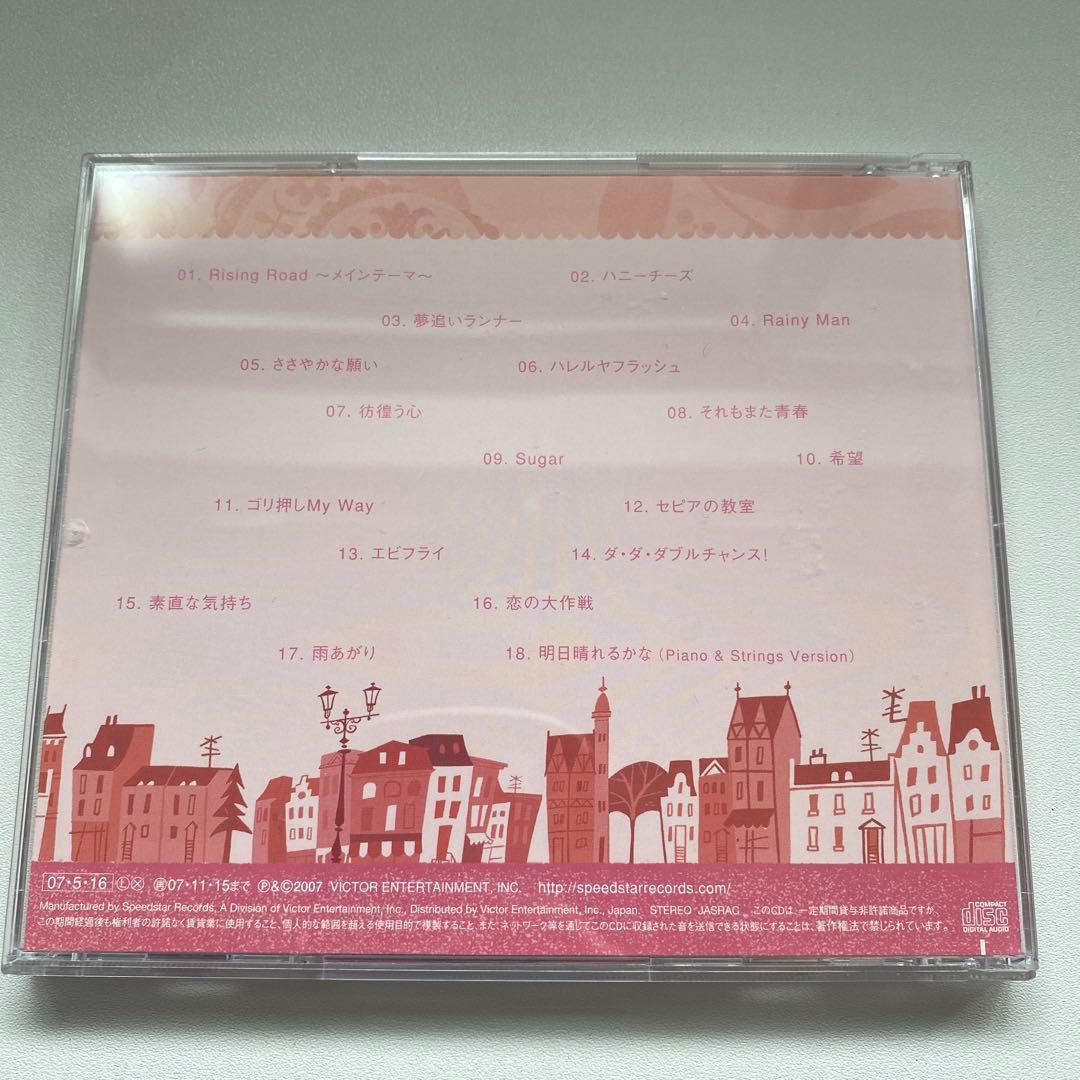 01. Rising Road ～メインテーマ～
02. ハニーチーズ
03. 夢追いランナー
04. Rainy Man
05. ささやかな願い
06. ハレルヤフラッシュ
07. 彷徨う心
08. それもまた青春
09. Sugar
10. 希望
11. ゴリ押しMy Way
12. セピアの教室
13. エビフライ
14. ダ・ダ・ダブルチャンス!
15. 素直な気持ち
16. 恋の大作戦
17. 雨あがり
18. 明日晴れるかな (Piano & Strings Version)
07・5・16 Ⓛ Ⓧ ㊢07・11・15まで ℗&©2007 VICTOR ENTERTAINMENT, INC. http://speedstarrecords.com/
Manufactured by Speedstar Records, A Division of Victor Entertainment, Inc., Distributed by Victor Entertainment, Inc., Japan. STEREO JASRAC このCDは、一定期間貸与非許諾商品ですが、
この期間経過後も権利者の許諾なく賃貸業に使用すること、個人的な範囲を超える使用目的で複製すること、また、ネットワーク等を通じてこのCDに収録された音を送信できる状態にすることは、著作権法で禁じられています。
COMPACT
disc
DIGITAL AUDIO